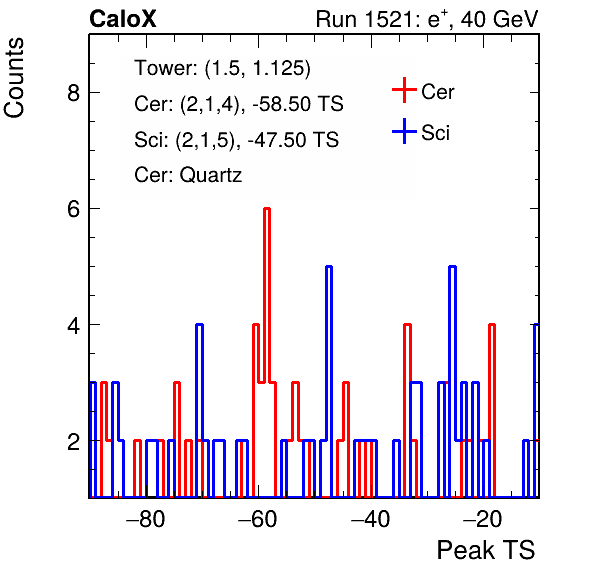 CaloX Run 1521: e⁺, 40 GeV
Counts
Tower: (1.5, 1.125)
Cer: (2,1,4), -58.50 TS
Sci: (2,1,5), -47.50 TS
Cer: Quartz
Cer
Sci
8
6
4
2
−80 −60 −40 −20
Peak TS